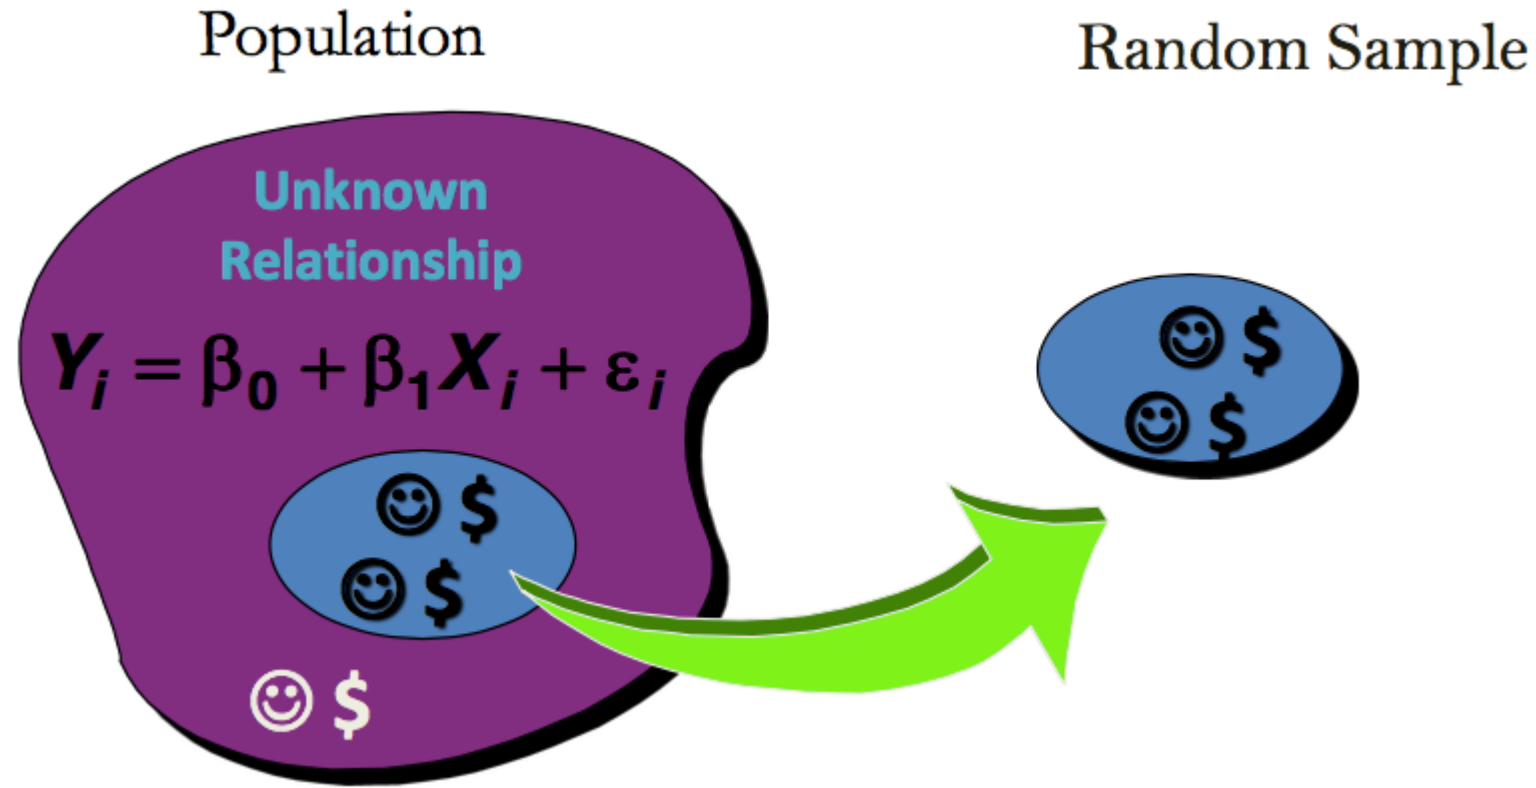 Population
Random Sample
Unknown
Relationship
Yᵢ = β₀ + β₁Xᵢ + εᵢ
☺ $
☺ $
☺ $
☺ $
☺ $